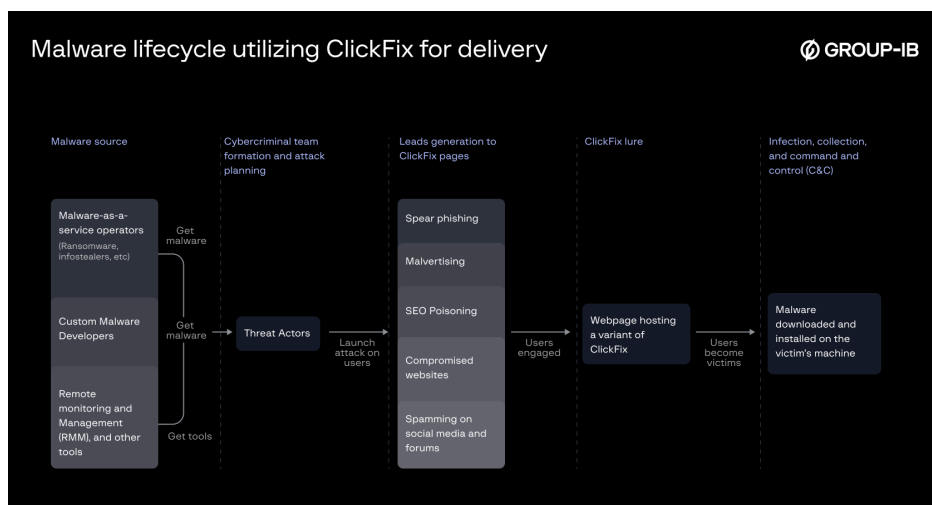 Malware lifecycle utilizing ClickFix for delivery
GROUP-IB
Malware source
Cybercriminal team
formation and attack
planning
Leads generation to
ClickFix pages
ClickFix lure
Infection, collection,
and command and
control (C&C)
Malware-as-a-
service operators
(Ransomware,
infostealers, etc)
Custom Malware
Developers
Remote
monitoring and
Management
(RMM), and other
tools
Get
malware
Get
malware
Get tools
Threat Actors
Launch
attack on
users
Spear phishing
Malvertising
SEO Poisoning
Compromised
websites
Spamming on
social media and
forums
Users
engaged
Webpage hosting
a variant of
ClickFix
Users
become
victims
Malware
downloaded and
installed on the
victim's machine